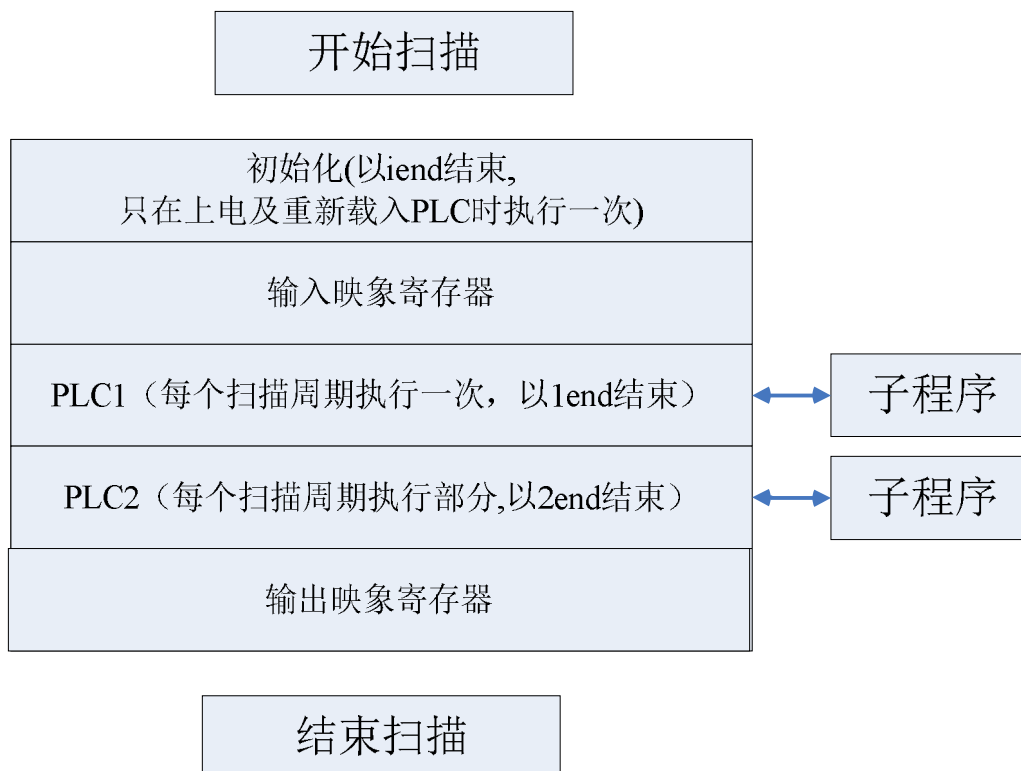 开始扫描
初始化(以iend结束,
只在上电及重新载入PLC时执行一次)
输入映象寄存器
PLC1（每个扫描周期执行一次，以1end结束）
子程序
PLC2（每个扫描周期执行部分,以2end结束）
子程序
输出映象寄存器
结束扫描